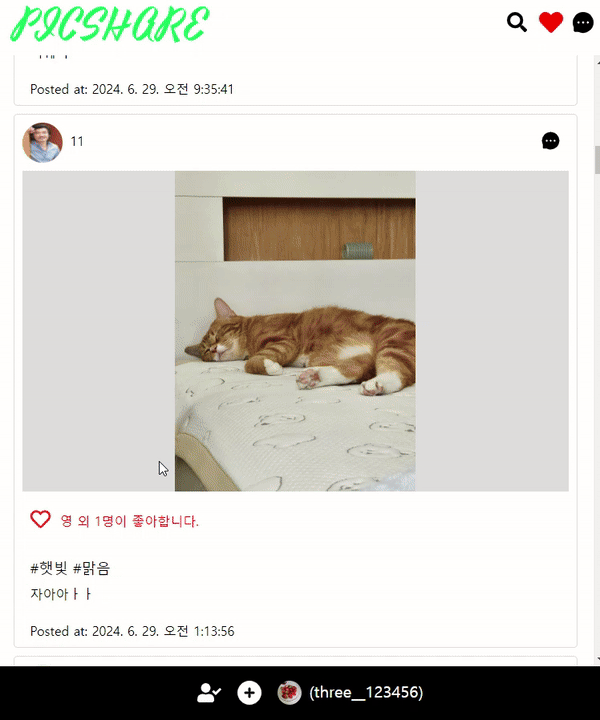 PICSHARE
Posted at: 2024. 6. 29. 오전 9:35:41
11
영 외 1명이 좋아합니다.
#햇빛 #맑음
자아아ㅏㅏ
Posted at: 2024. 6. 29. 오전 1:13:56
(three__123456)